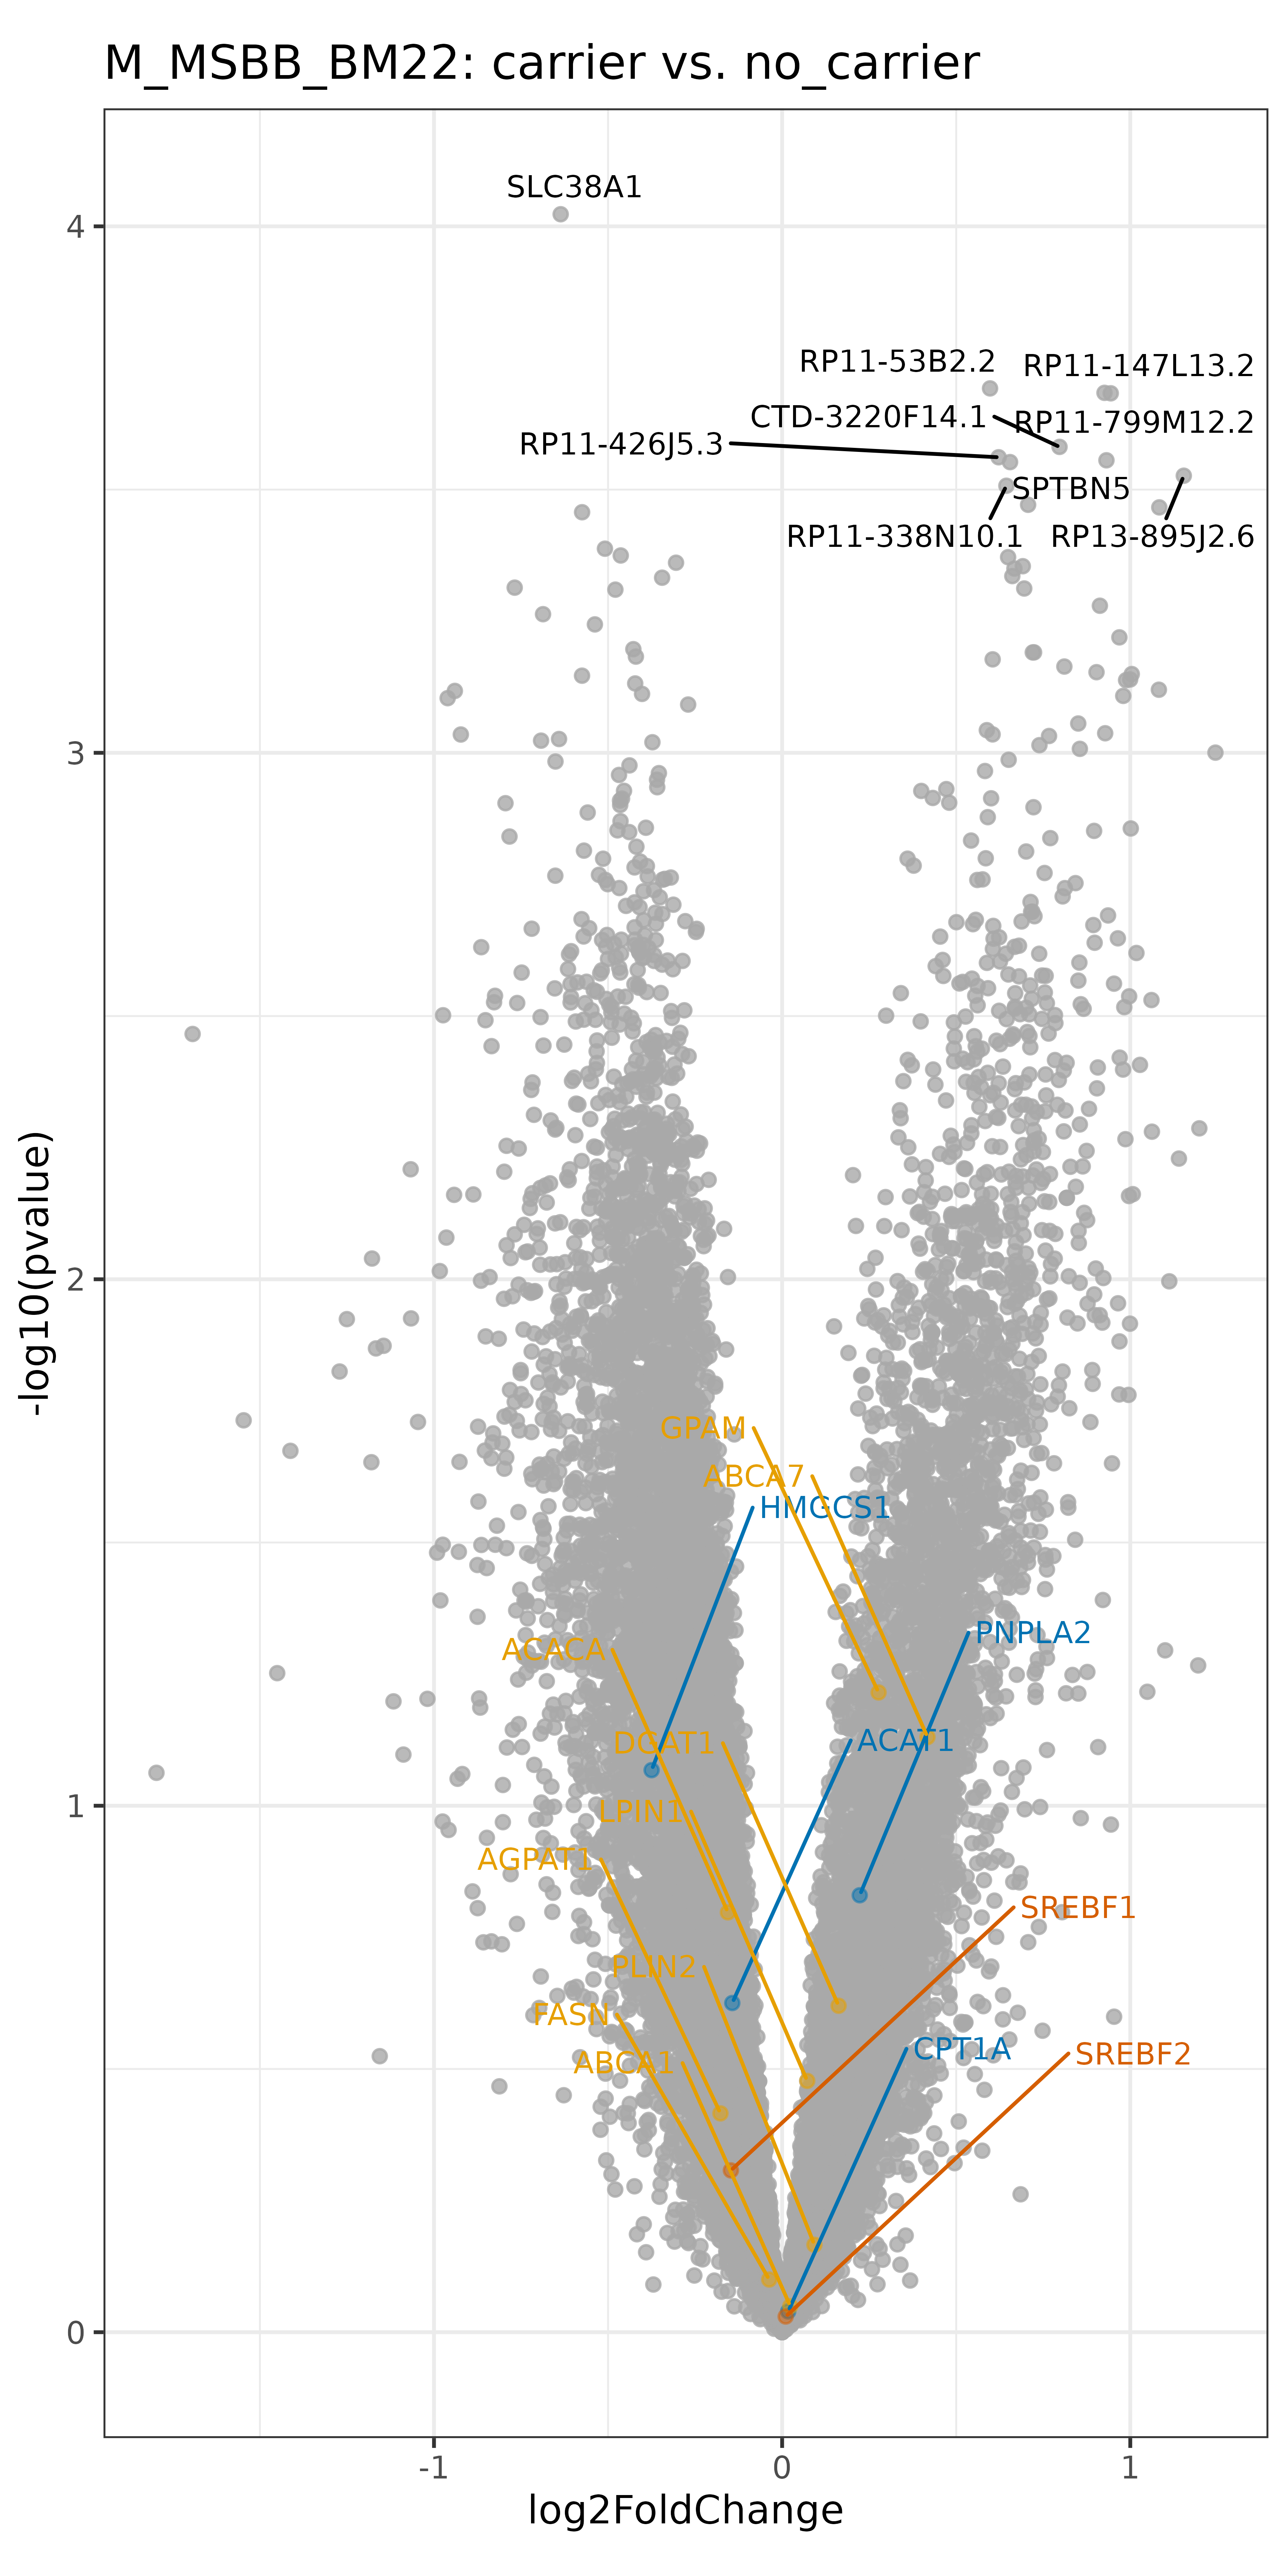 M_MSBB_BM22: carrier vs. no_carrier
SLC38A1
4
RP11-53B2.2
RP11-147L13.2
CTD-3220F14.1
RP11-799M12.2
RP11-426J5.3
SPTBN5
RP11-338N10.1
RP13-895J2.6
3
-log10(pvalue)
2
GPAM
ABCA7
HMGCS1
PNPLA2
ACACA
DGAT1
ACAT1
1
LPIN1
AGPAT1
SREBF1
PLIN2
FASN
CPT1A
SREBF2
ABCA1
0
-1
0
1
log2FoldChange